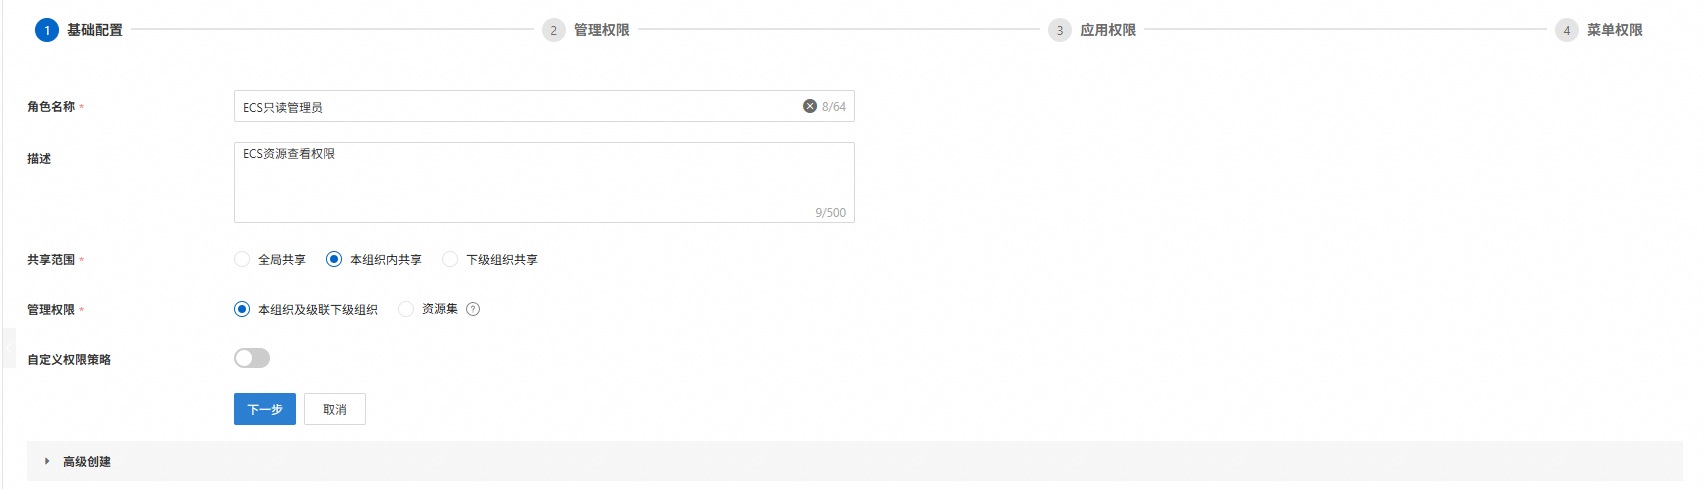 1 基础配置 2 管理权限 3 应用权限 4 菜单权限
角色名称 * ECS只读管理员 8/64
描述 ECS资源查看权限
9/500
共享范围 * 全局共享 本组织内共享 下级组织共享
管理权限 * 本组织及级联下级组织 资源集 ?
自定义权限策略
下一步 取消
高级创建